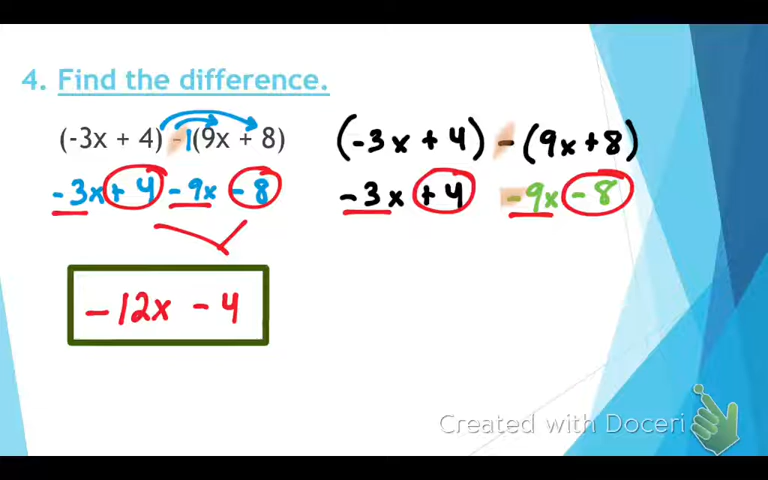 4. Find the difference.
(-3x + 4) -1(9x + 8)
(-3x + 4) - (9x + 8)
-3x + 4 - 9x - 8
-3x + 4 - 9x - 8
-12x - 4
Created with Doceri